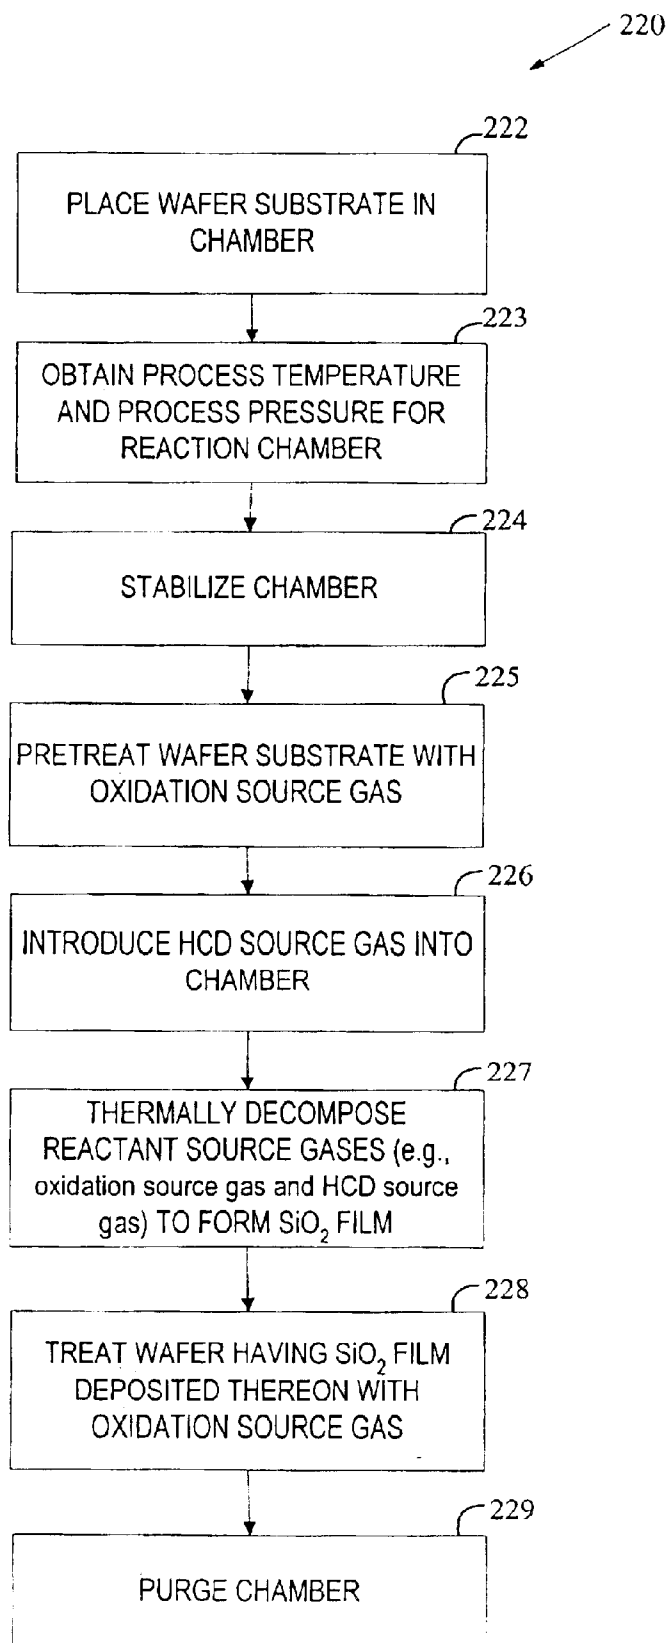 220
222
PLACE WAFER SUBSTRATE IN
CHAMBER
223
OBTAIN PROCESS TEMPERATURE
AND PROCESS PRESSURE FOR
REACTION CHAMBER
224
STABILIZE CHAMBER
225
PRETREAT WAFER SUBSTRATE WITH
OXIDATION SOURCE GAS
226
INTRODUCE HCD SOURCE GAS INTO
CHAMBER
227
THERMALLY DECOMPOSE
REACTANT SOURCE GASES (e.g.,
oxidation source gas and HCD source
gas) TO FORM SiO₂ FILM
228
TREAT WAFER HAVING SiO₂ FILM
DEPOSITED THEREON WITH
OXIDATION SOURCE GAS
229
PURGE CHAMBER